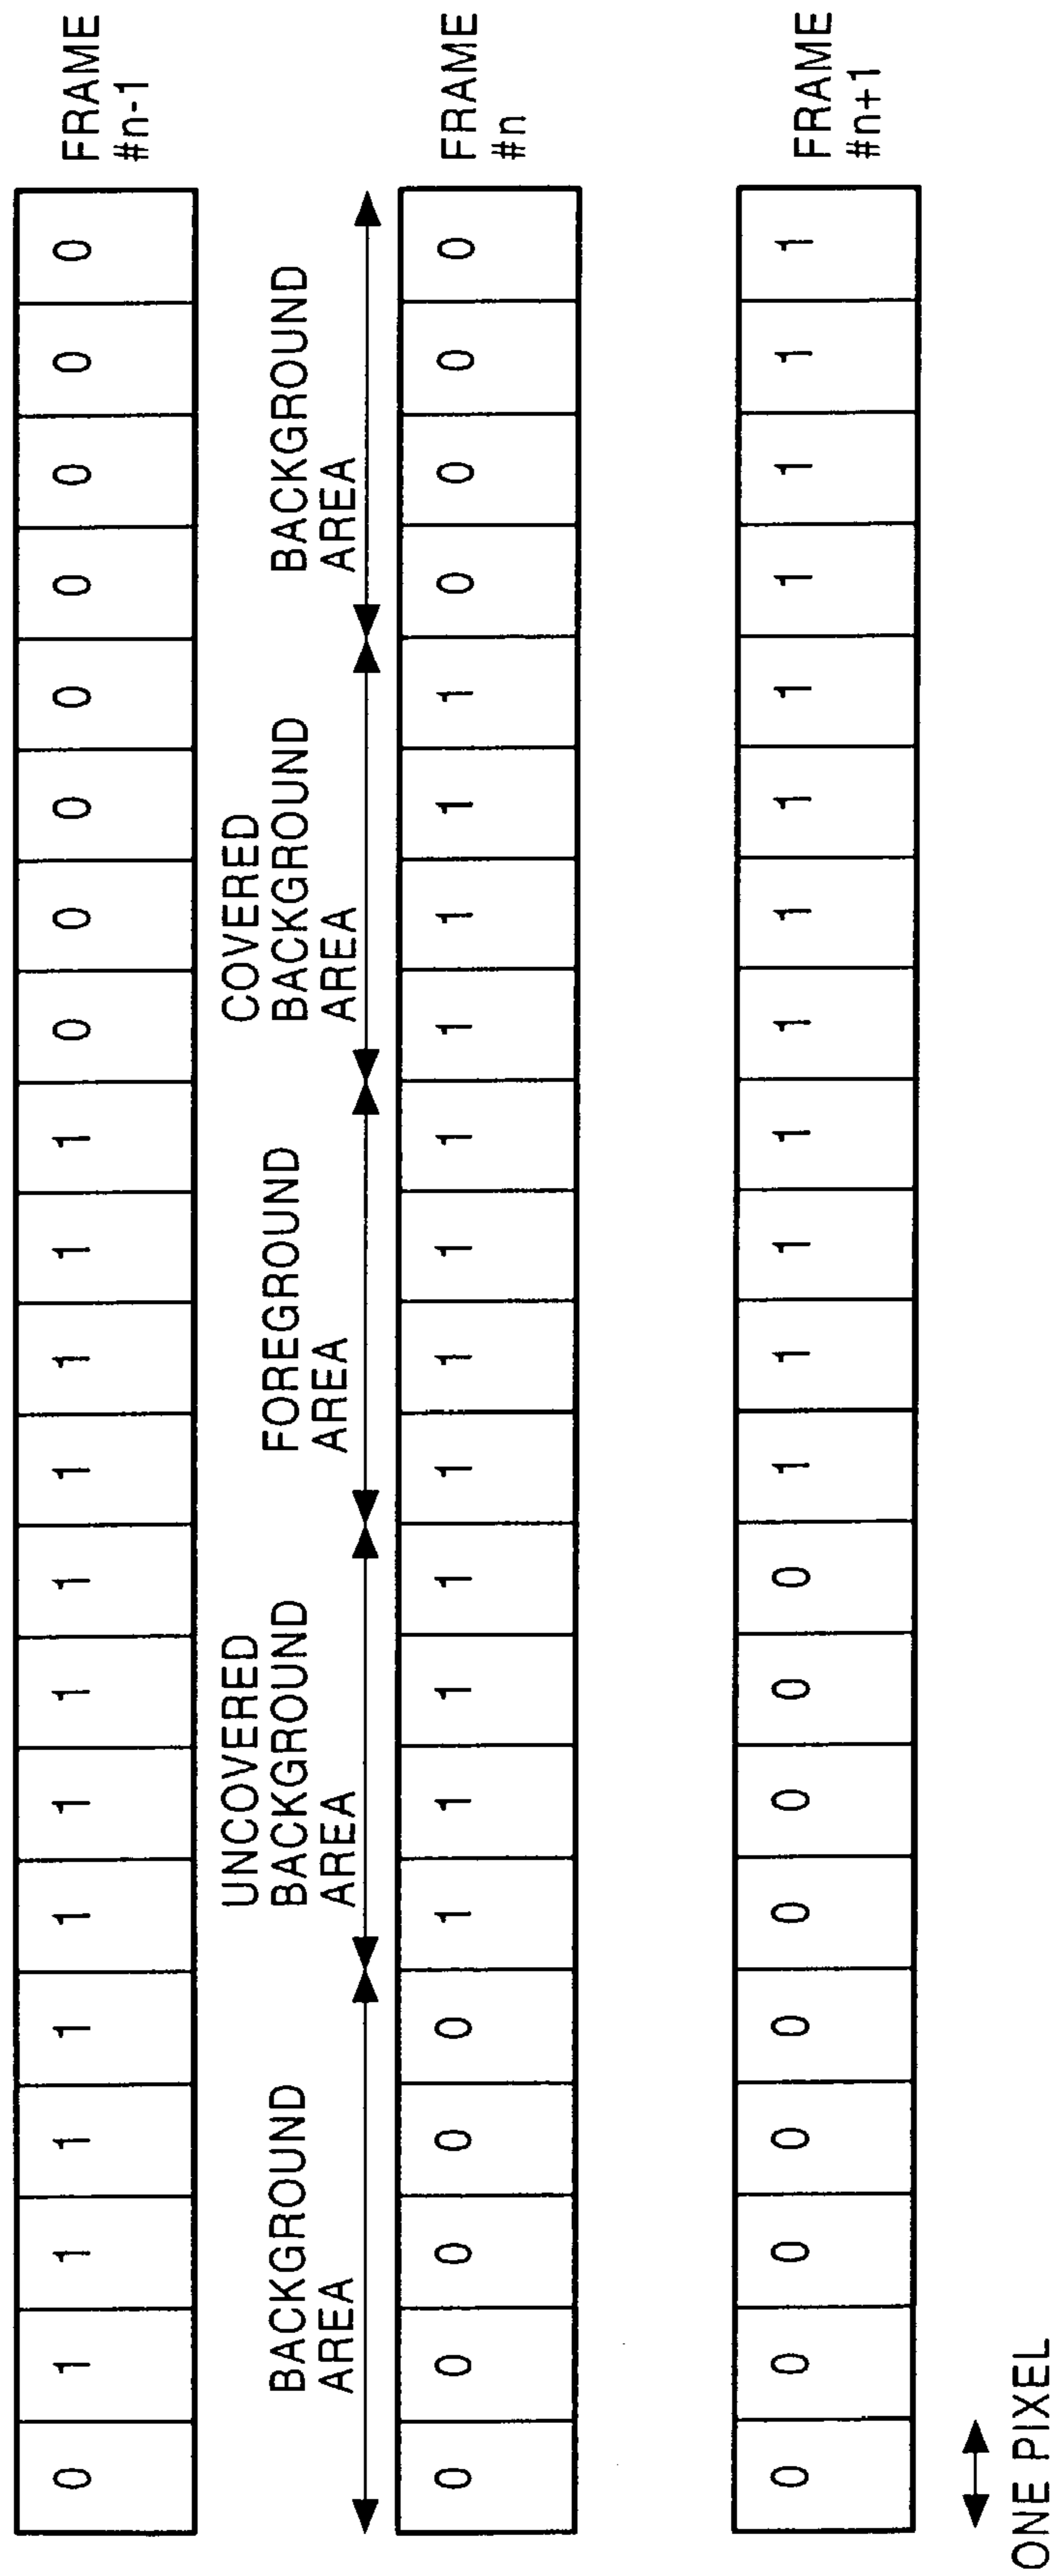 0 1 1 1 1 1 1 1 1 1 1 1 1 0 0 0 0 0 0 0 0
FRAME
#n-1
BACKGROUND
AREA
UNCOVERED
BACKGROUND
AREA
FOREGROUND
AREA
COVERED
BACKGROUND
AREA
BACKGROUND
AREA
0 0 0 0 0 1 1 1 1 1 1 1 1 1 1 1 1 0 0 0 0
FRAME
#n
0 0 0 0 0 0 0 0 0 1 1 1 1 1 1 1 1 1 1 1 1
FRAME
#n+1
ONE PIXEL